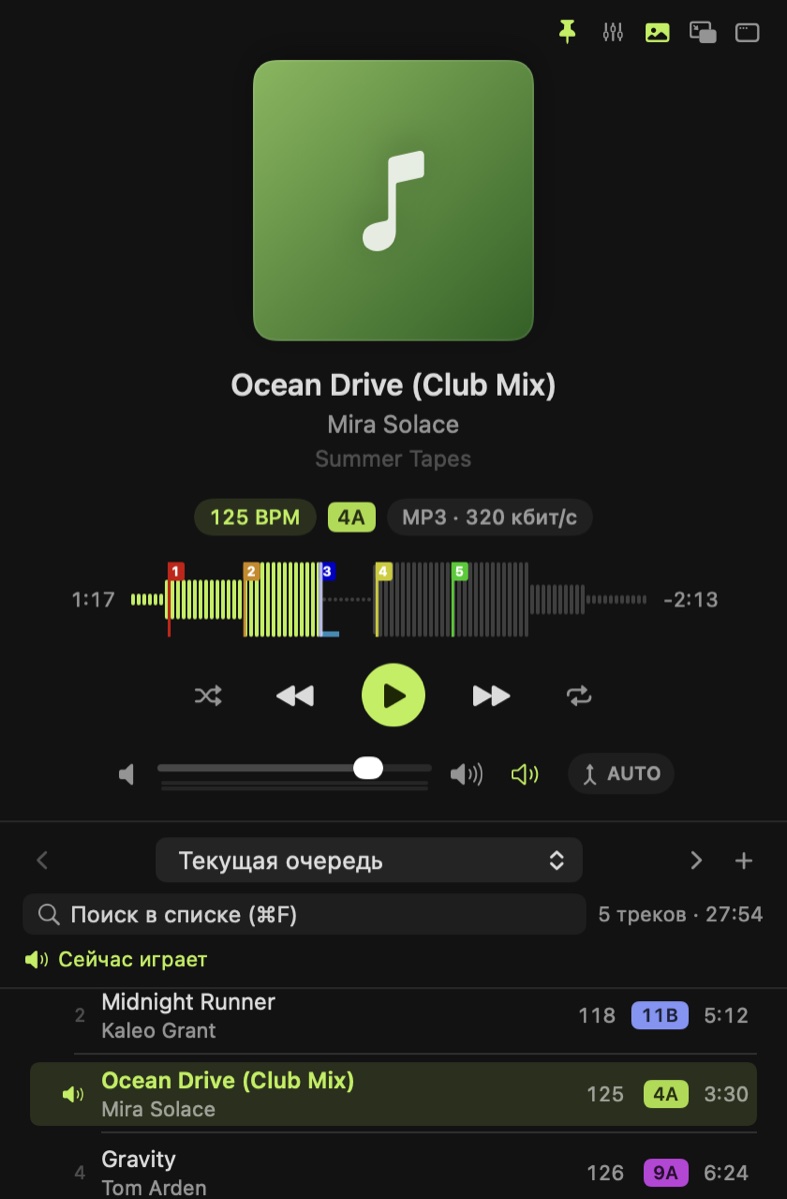 Ocean Drive (Club Mix)
Mira Solace
Summer Tapes
125 BPM 4A MP3 · 320 кбит/с
1:17 1 2 3 4 5 -2:13
AUTO
Текущая очередь
Поиск в списке (⌘F) 5 треков · 27:54
Сейчас играет
2 Midnight Runner 118 11B 5:12
Kaleo Grant
Ocean Drive (Club Mix) 125 4A 3:30
Mira Solace
4 Gravity 126 9A 6:24
Tom Arden